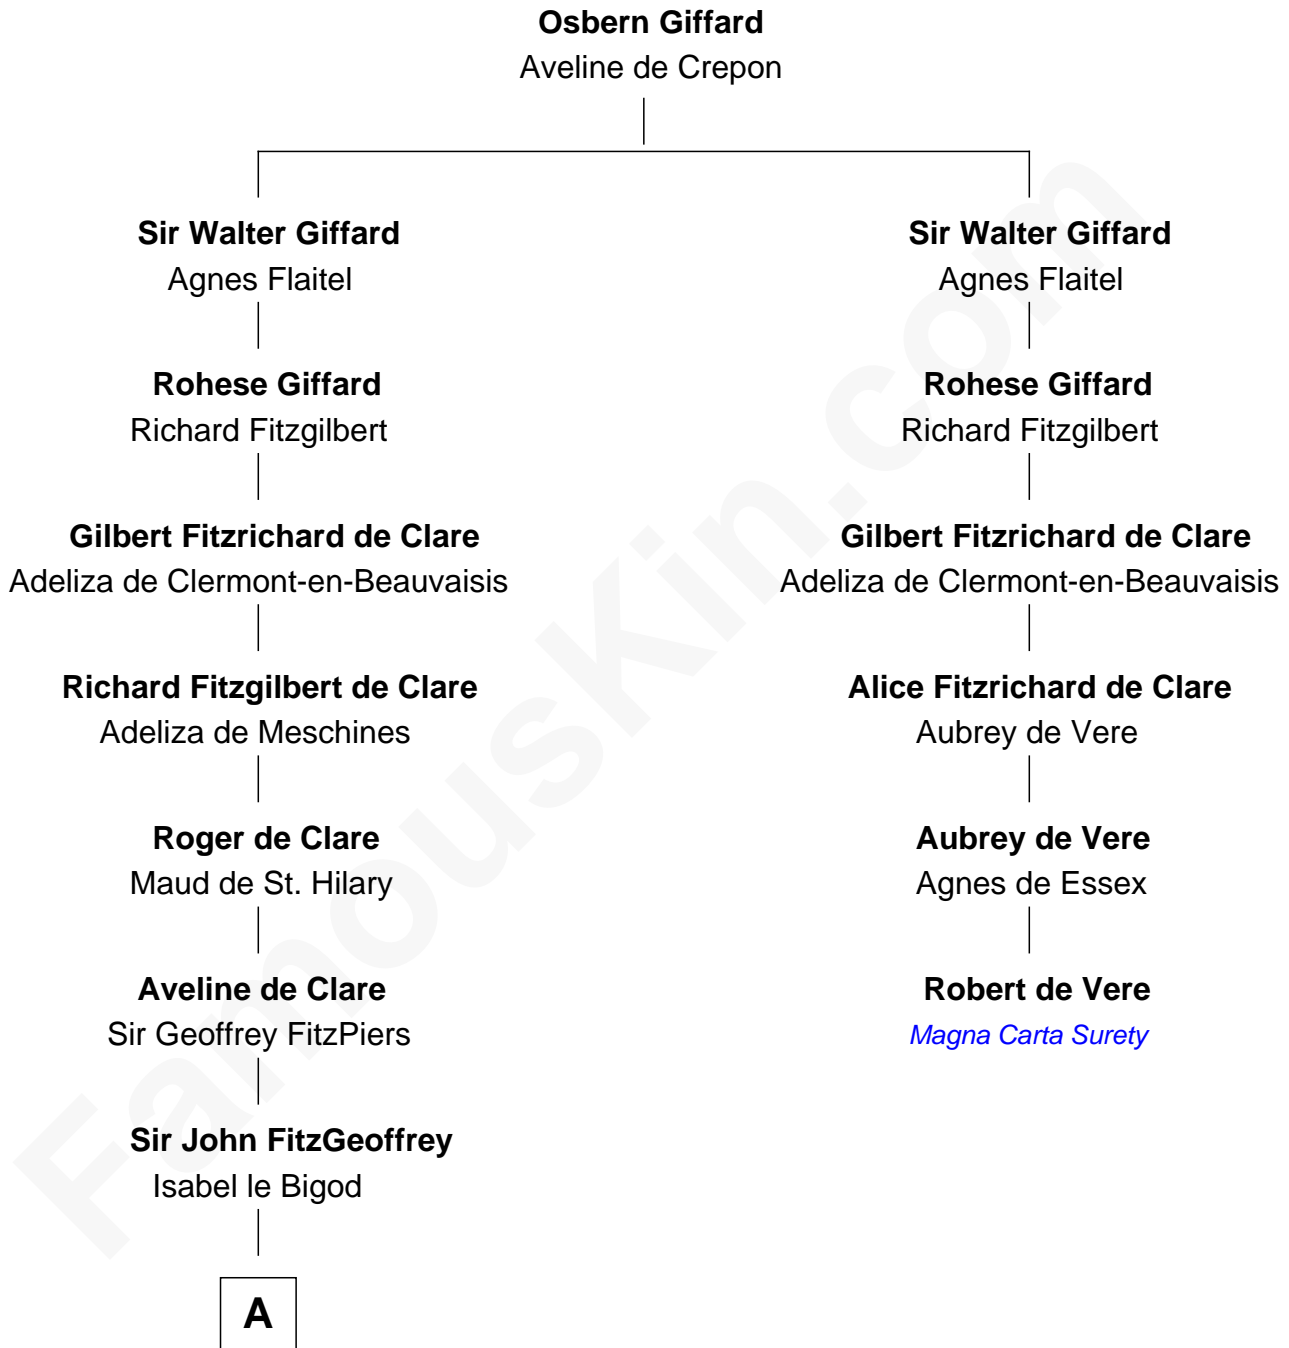 Osbern Giffard
Aveline de Crepon
Sir Walter Giffard
Agnes Flaitel
Rohese Giffard
Richard Fitzgilbert
Gilbert Fitzrichard de Clare
Adeliza de Clermont-en-Beauvaisis
Richard Fitzgilbert de Clare
Adeliza de Meschines
Roger de Clare
Maud de St. Hilary
Aveline de Clare
Sir Geoffrey FitzPiers
Sir John FitzGeoffrey
Isabel le Bigod
A
Sir Walter Giffard
Agnes Flaitel
Rohese Giffard
Richard Fitzgilbert
Gilbert Fitzrichard de Clare
Adeliza de Clermont-en-Beauvaisis
Alice Fitzrichard de Clare
Aubrey de Vere
Aubrey de Vere
Agnes de Essex
Robert de Vere
Magna Carta Surety
FamousKin.com